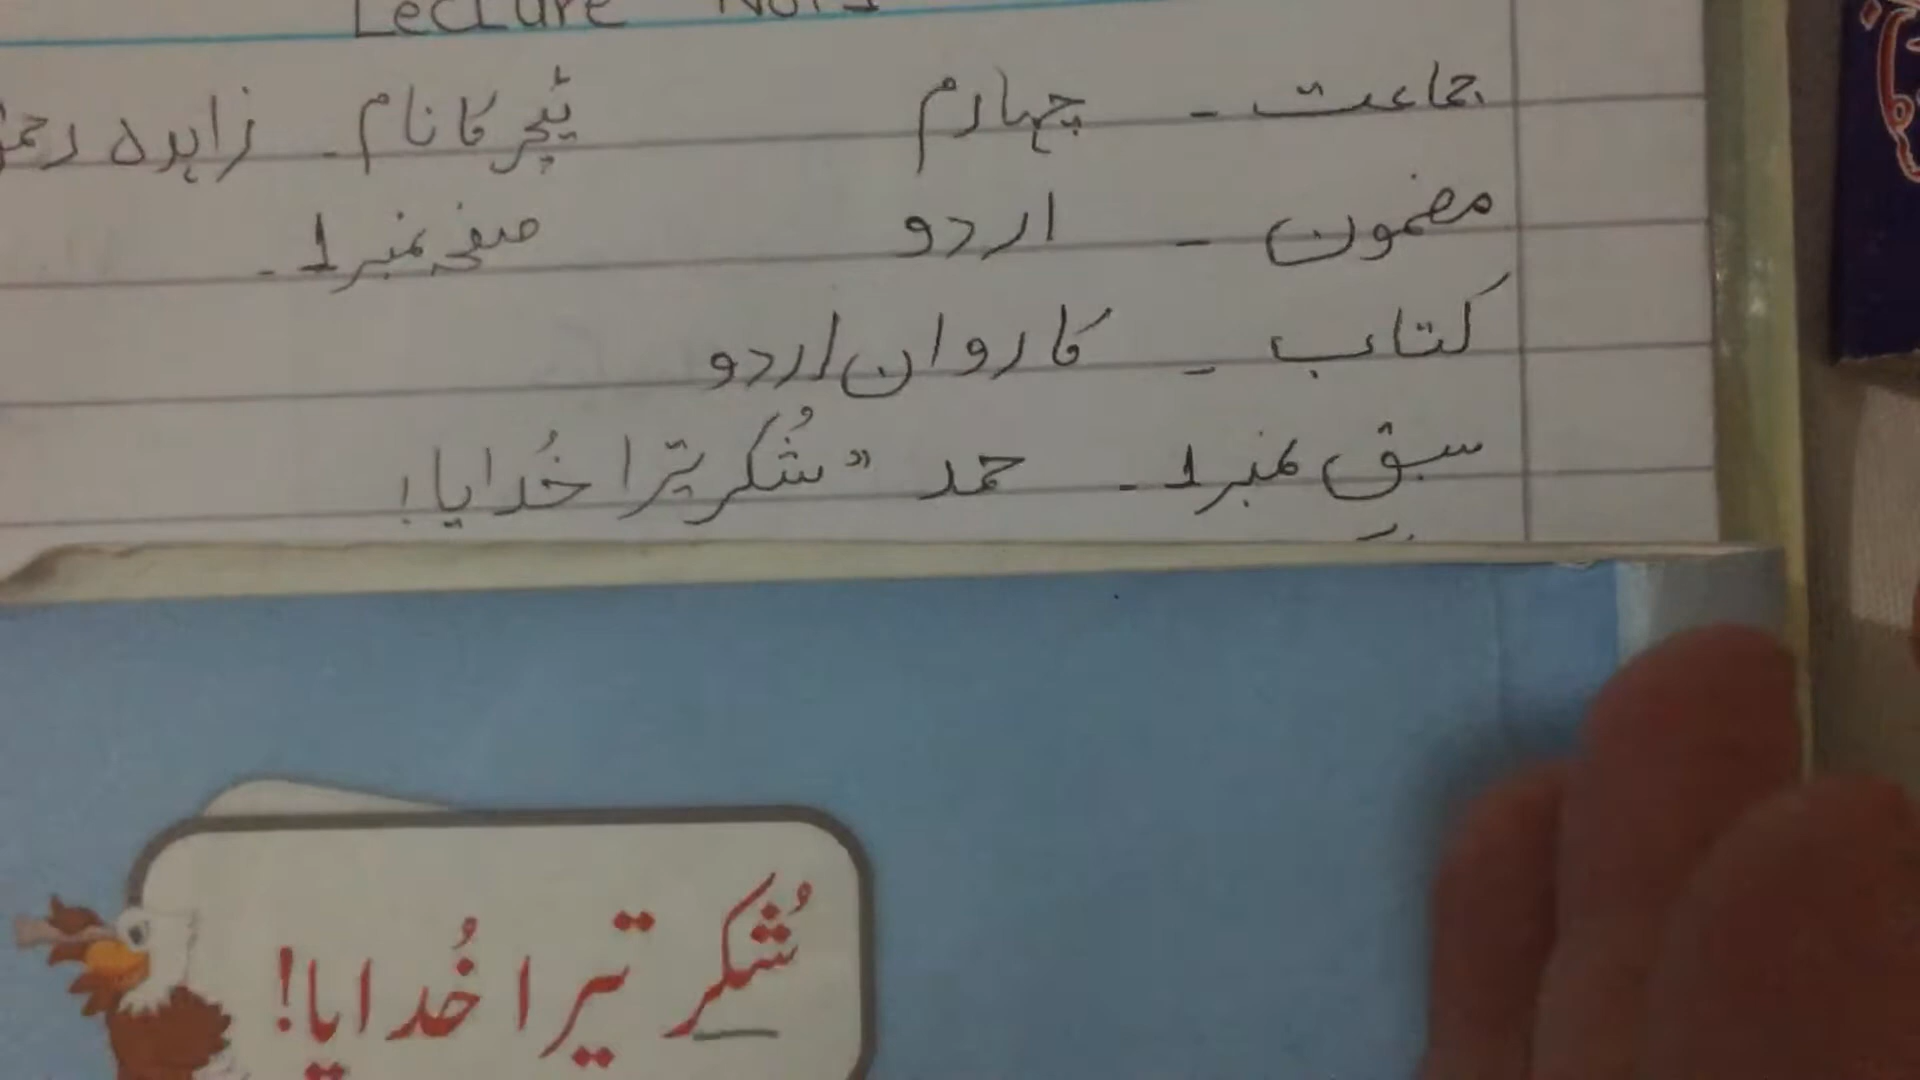 Lecture No.1
جماعت - چہارم ٹیچر کا نام - زاہدہ
مضمون - اردو صفحہ نمبر 1-
کتاب - کاروان اردو
سبق نمبر 1- حمد "شُکر تیرا خُدایا!
شُکر تیرا خُدایا!